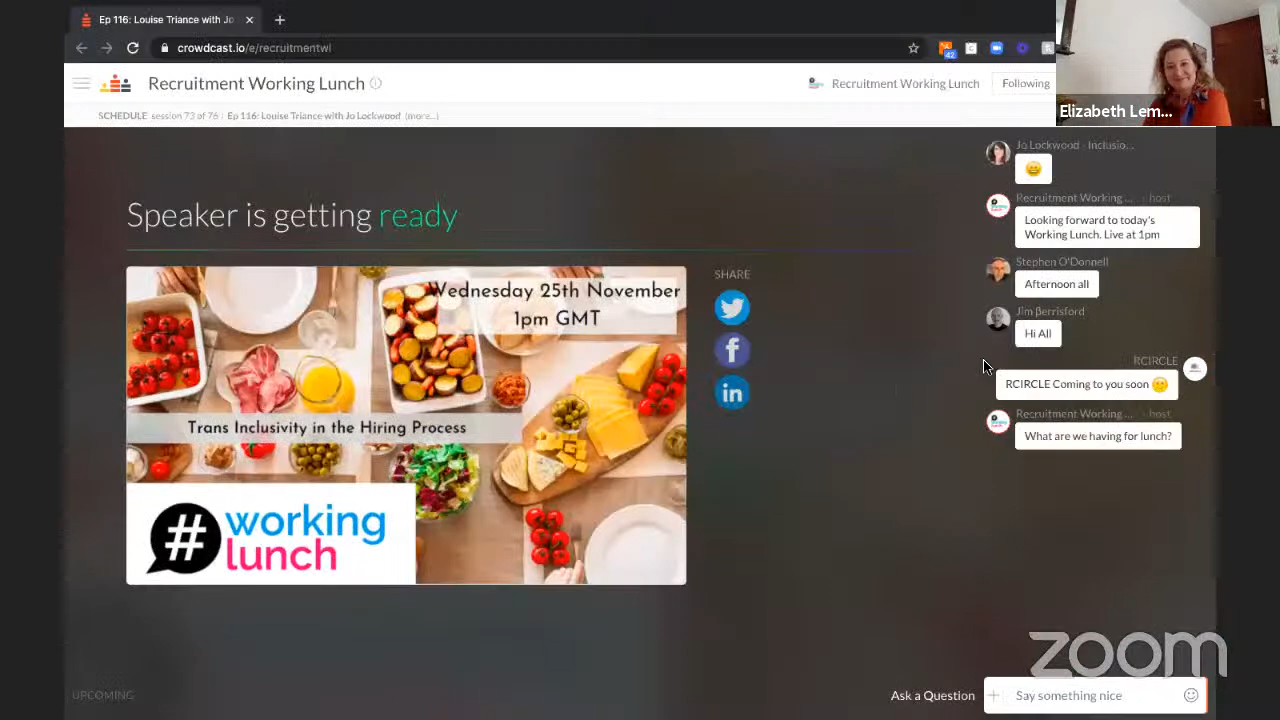 Ep 116: Louise Triance with Jo
crowdcast.io/e/recruitmentwl
42
Recruitment Working Lunch
Recruitment Working Lunch
Following
Elizabeth Lem...
SCHEDULE session 73 of 76 / Ep 116: Louise Triance with Jo Lockwood (more...)
Speaker is getting ready
Wednesday 25th November
1pm GMT
Trans Inclusivity in the Hiring Process
#working
lunch
SHARE
Jo Lockwood - Inclusio...
Recruitment Working ... host
Looking forward to today's
Working Lunch. Live at 1pm
Stephen O'Donnell
Afternoon all
Jim Berrisford
Hi All
RCIRCLE
RCIRCLE Coming to you soon
Recruitment Working ... host
What are we having for lunch?
zoom
UPCOMING
Ask a Question
Say something nice